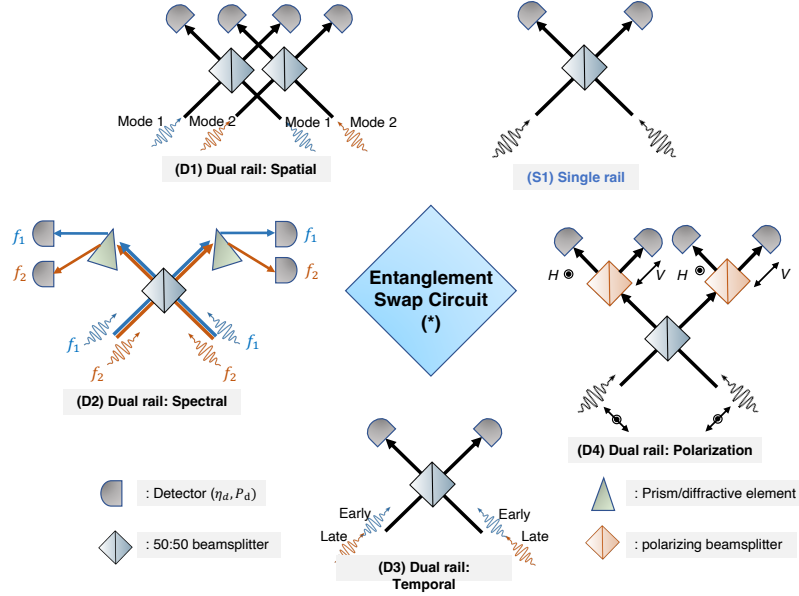 Mode 1 Mode 2 Mode 1 Mode 2
(D1) Dual rail: Spatial
(S1) Single rail
f₁ f₁
f₂ f₂
f₁ f₁
f₂ f₂
(D2) Dual rail: Spectral
Entanglement
Swap Circuit
(*)
H V H V
(D4) Dual rail: Polarization
Early Early
Late Late
(D3) Dual rail:
Temporal
: Detector (η_d, P_d)
: 50:50 beamsplitter
: Prism/diffractive element
: polarizing beamsplitter